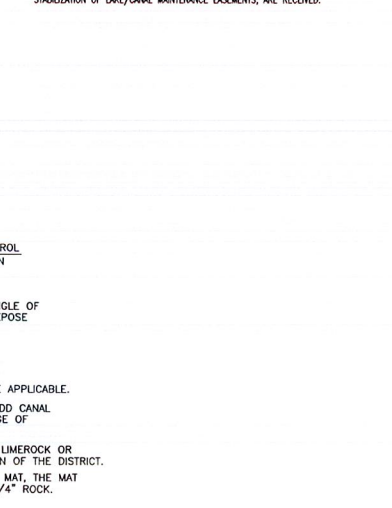 STABILIZATION OF LAKE/CANAL MAINTENANCE EASEMENTS, ARE RECEIVED.
ROL
N
GLE OF
EPOSE
E APPLICABLE.
DD CANAL
SE OF
LIMEROCK OR
N OF THE DISTRICT.
MAT, THE MAT
/4" ROCK.